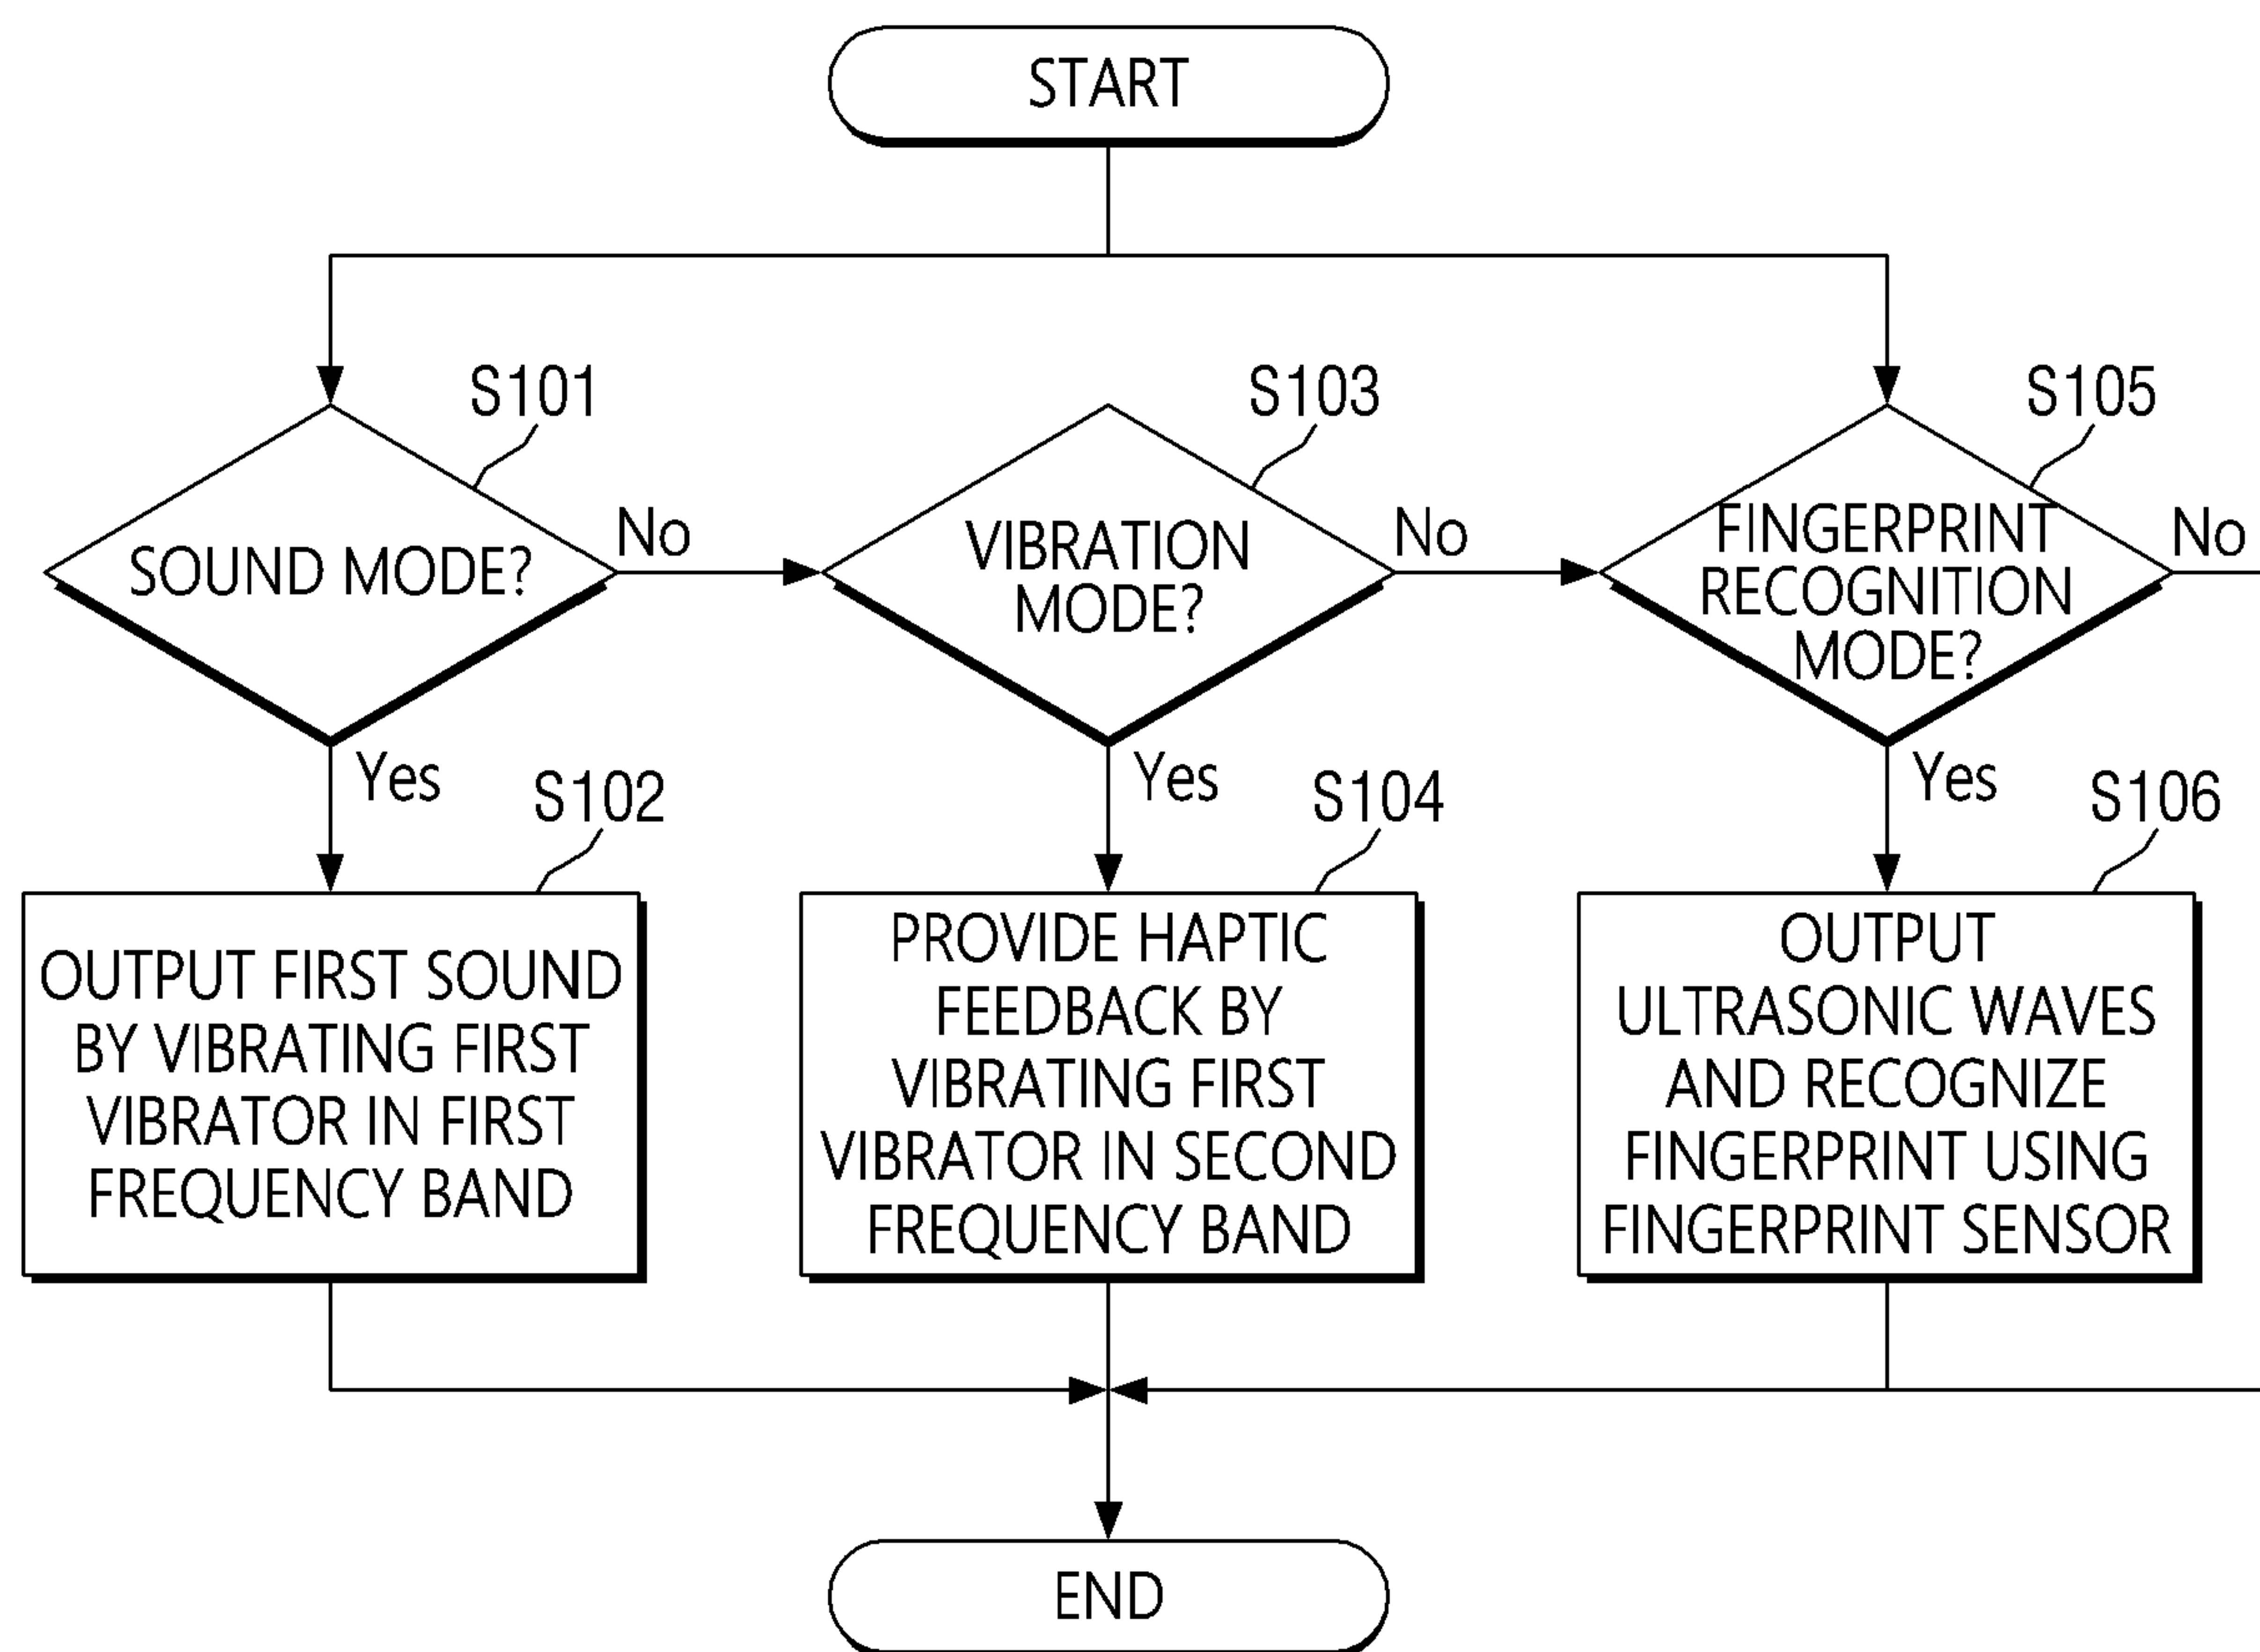 START
S101
S103
S105
SOUND MODE?
No
VIBRATION
MODE?
No
FINGERPRINT
RECOGNITION
MODE?
No
Yes
S102
Yes
S104
Yes
S106
OUTPUT FIRST SOUND
BY VIBRATING FIRST
VIBRATOR IN FIRST
FREQUENCY BAND
PROVIDE HAPTIC
FEEDBACK BY
VIBRATING FIRST
VIBRATOR IN SECOND
FREQUENCY BAND
OUTPUT
ULTRASONIC WAVES
AND RECOGNIZE
FINGERPRINT USING
FINGERPRINT SENSOR
END